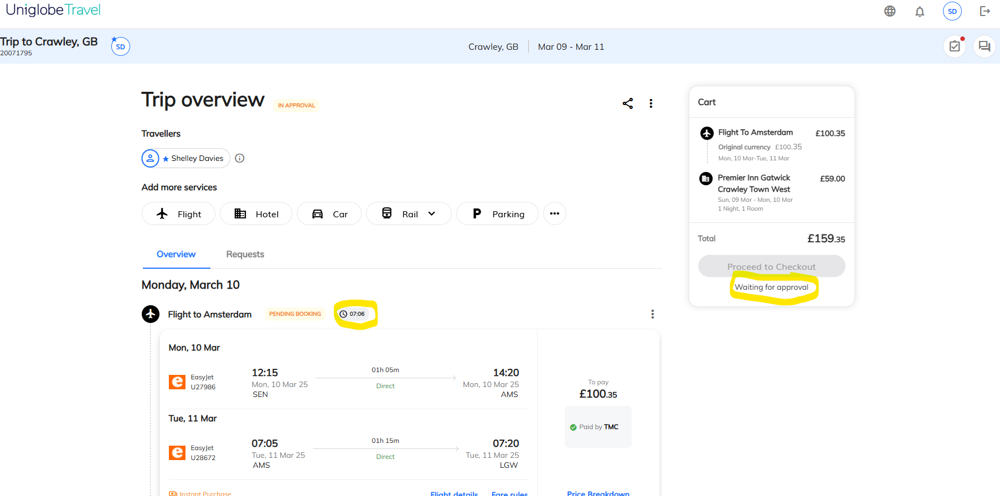 UniglobeTravel
SD
Trip to Crawley, GB
20071795
SD
Crawley, GB
Mar 09 - Mar 11
Trip overview
IN APPROVAL
Travellers
Shelley Davies
Add more services
Flight
Hotel
Car
Rail
P Parking
Overview
Requests
Monday, March 10
Flight to Amsterdam
PENDING BOOKING
07:06
Mon, 10 Mar
EasyJet
U27986
12:15
Mon, 10 Mar 25
SEN
01h 05m
Direct
14:20
Mon, 10 Mar 25
AMS
Tue, 11 Mar
EasyJet
U28672
07:05
Tue, 11 Mar 25
AMS
01h 15m
Direct
07:20
Tue, 11 Mar 25
LGW
Instant Purchase
Flight details
Fare rules
To pay
£100.35
Paid by TMC
Price Breakdown
Cart
Flight To Amsterdam
£100.35
Original currency £100.35
Mon, 10 Mar-Tue, 11 Mar
Premier Inn Gatwick
£59.00
Crawley Town West
Sun, 09 Mar - Mon, 10 Mar
1 Night, 1 Room
Total
£159.35
Proceed to Checkout
Waiting for approval